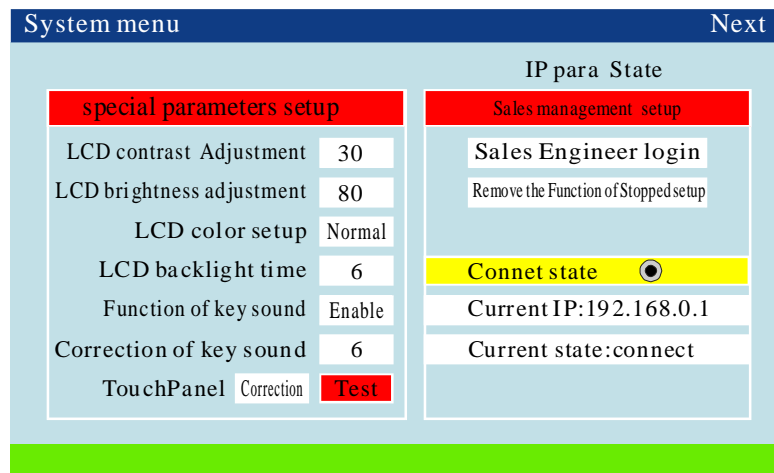 System menu Next
IP para State
special parameters setup
LCD contrast Adjustment 30
LCD brightness adjustment 80
LCD color setup Normal
LCD backlight time 6
Function of key sound Enable
Correction of key sound 6
TouchPanel Correction Test
Sales management setup
Sales Engineer login
Remove the Function of Stopped setup
Connet state
Current IP:192.168.0.1
Current state:connect